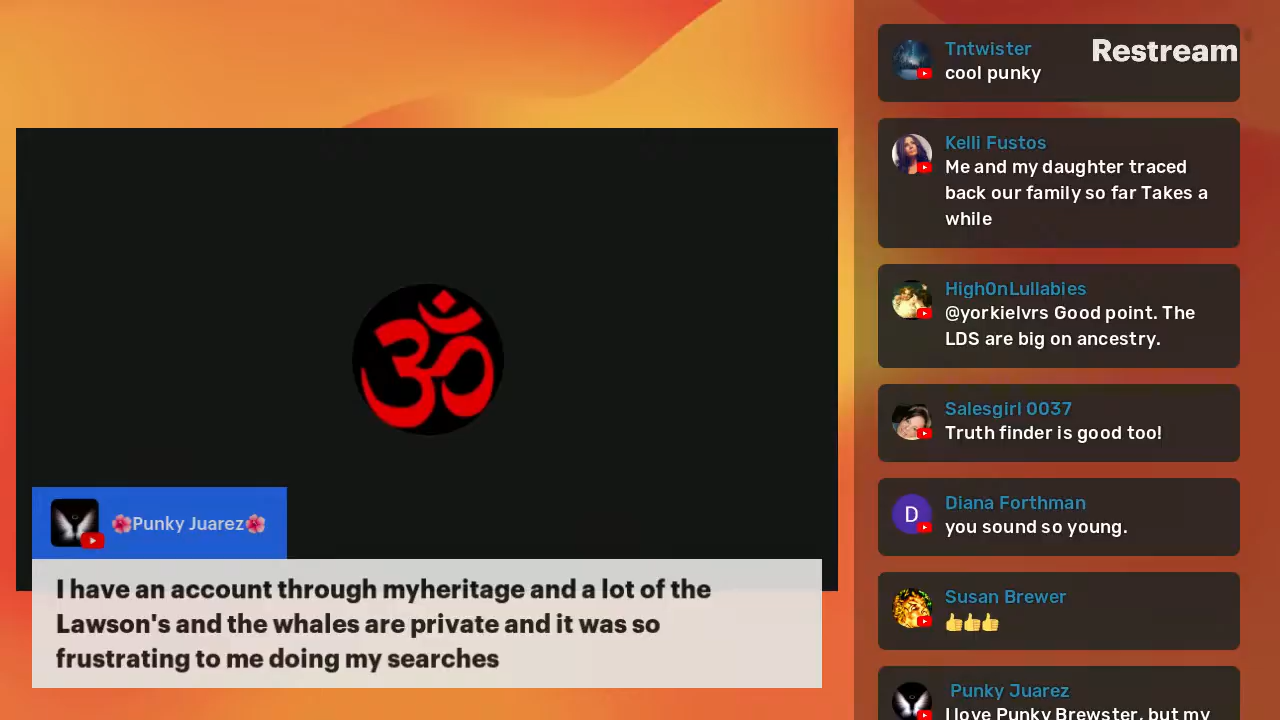 🌸Punky Juarez🌸
I have an account through myheritage and a lot of the
Lawson's and the whales are private and it was so
frustrating to me doing my searches
Restream
Tntwister
cool punky
Kelli Fustos
Me and my daughter traced
back our family so far Takes a
while
High0nLullabies
@yorkielvrs Good point. The
LDS are big on ancestry.
Salesgirl 0037
Truth finder is good too!
D
Diana Forthman
you sound so young.
Susan Brewer
👍👍👍
Punky Juarez
I love Punky Brewster, but my